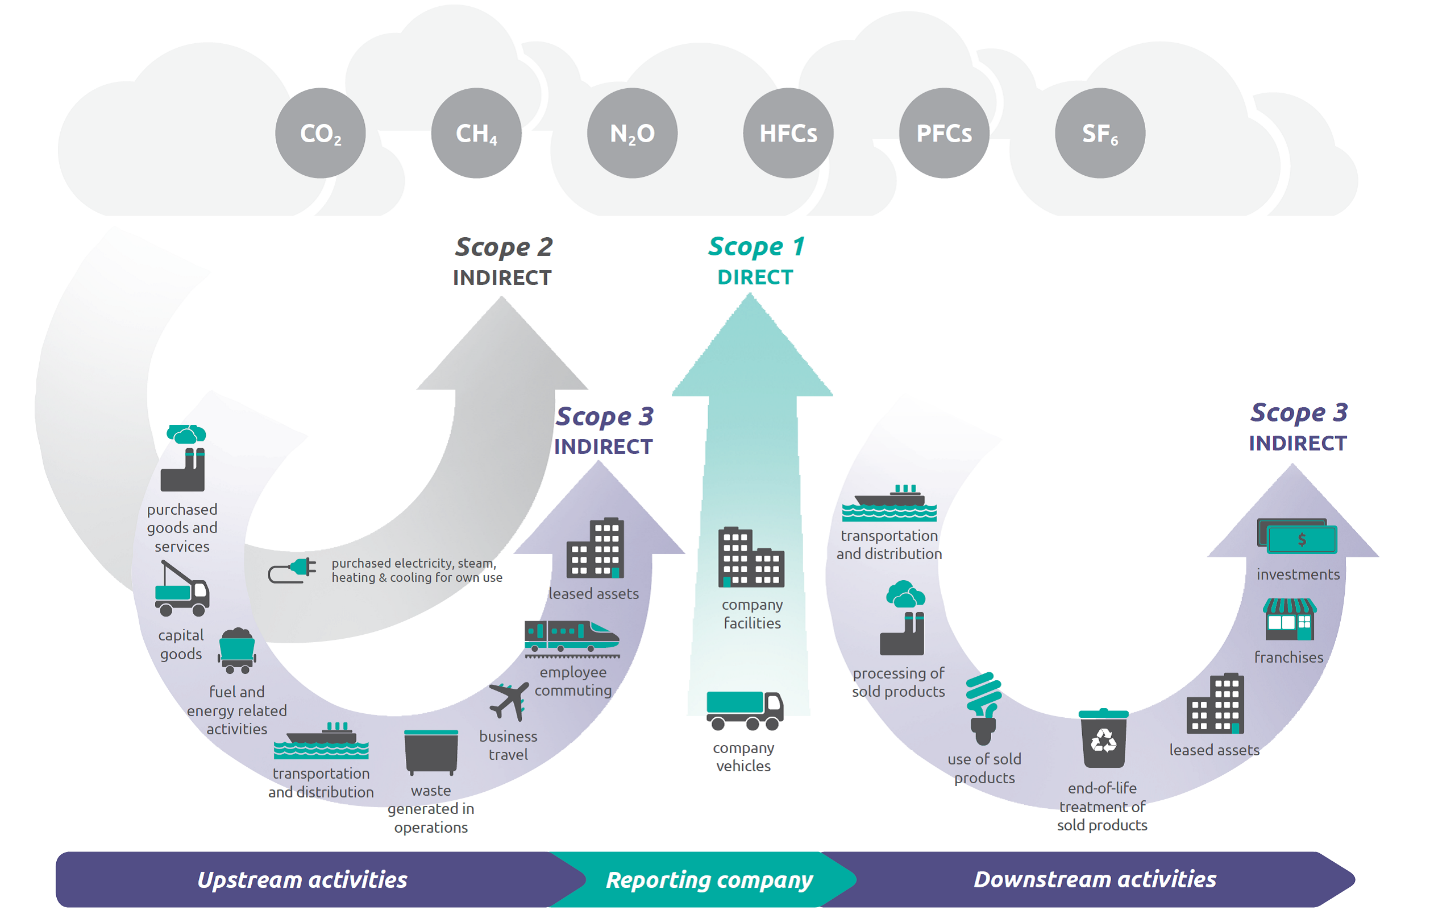 CO₂
CH₄
N₂O
HFCs
PFCs
SF₆
Scope 2
INDIRECT
Scope 1
DIRECT
Scope 3
INDIRECT
Scope 3
INDIRECT
purchased
goods and
services
capital
goods
fuel and
energy related
activities
transportation
and distribution
waste
generated in
operations
business
travel
employee
commuting
leased assets
purchased electricity, steam,
heating & cooling for own use
company
facilities
company
vehicles
transportation
and distribution
processing of
sold products
use of sold
products
end-of-life
treatment of
sold products
leased assets
franchises
investments
$
Upstream activities
Reporting company
Downstream activities